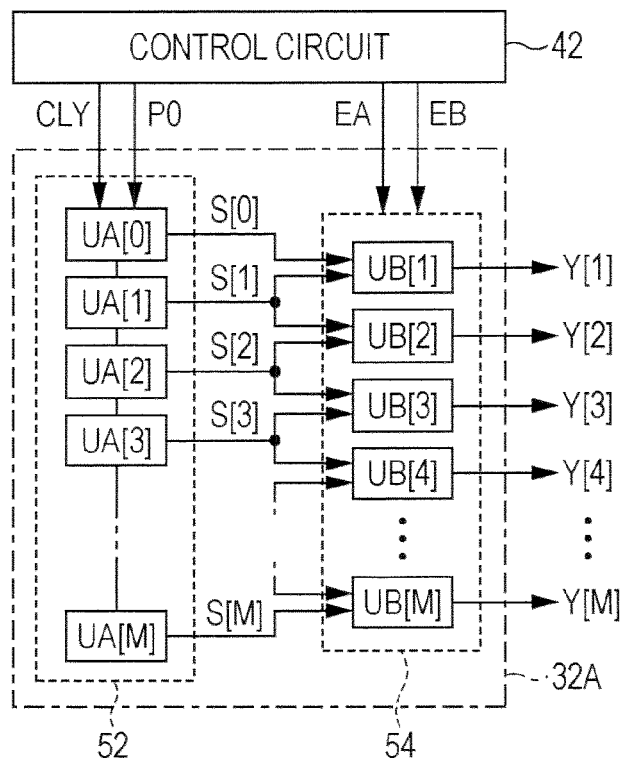 CONTROL CIRCUIT
42
CLY P0 EA EB
UA[0] S[0]
UB[1] Y[1]
UA[1] S[1]
UB[2] Y[2]
UA[2] S[2]
UB[3] Y[3]
UA[3] S[3]
UB[4] Y[4]
UA[M] S[M]
UB[M] Y[M]
32A
52 54